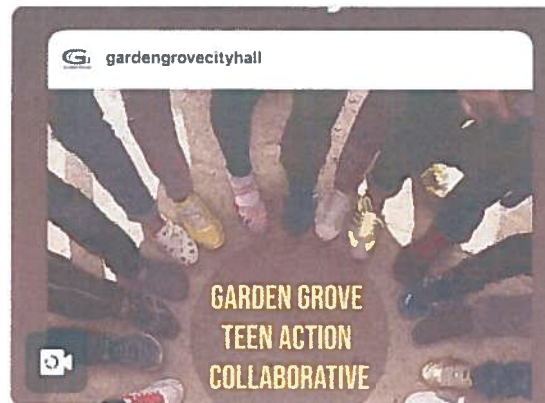 G
gardengrovecityhall
GARDEN GROVE
TEEN ACTION
COLLABORATIVE